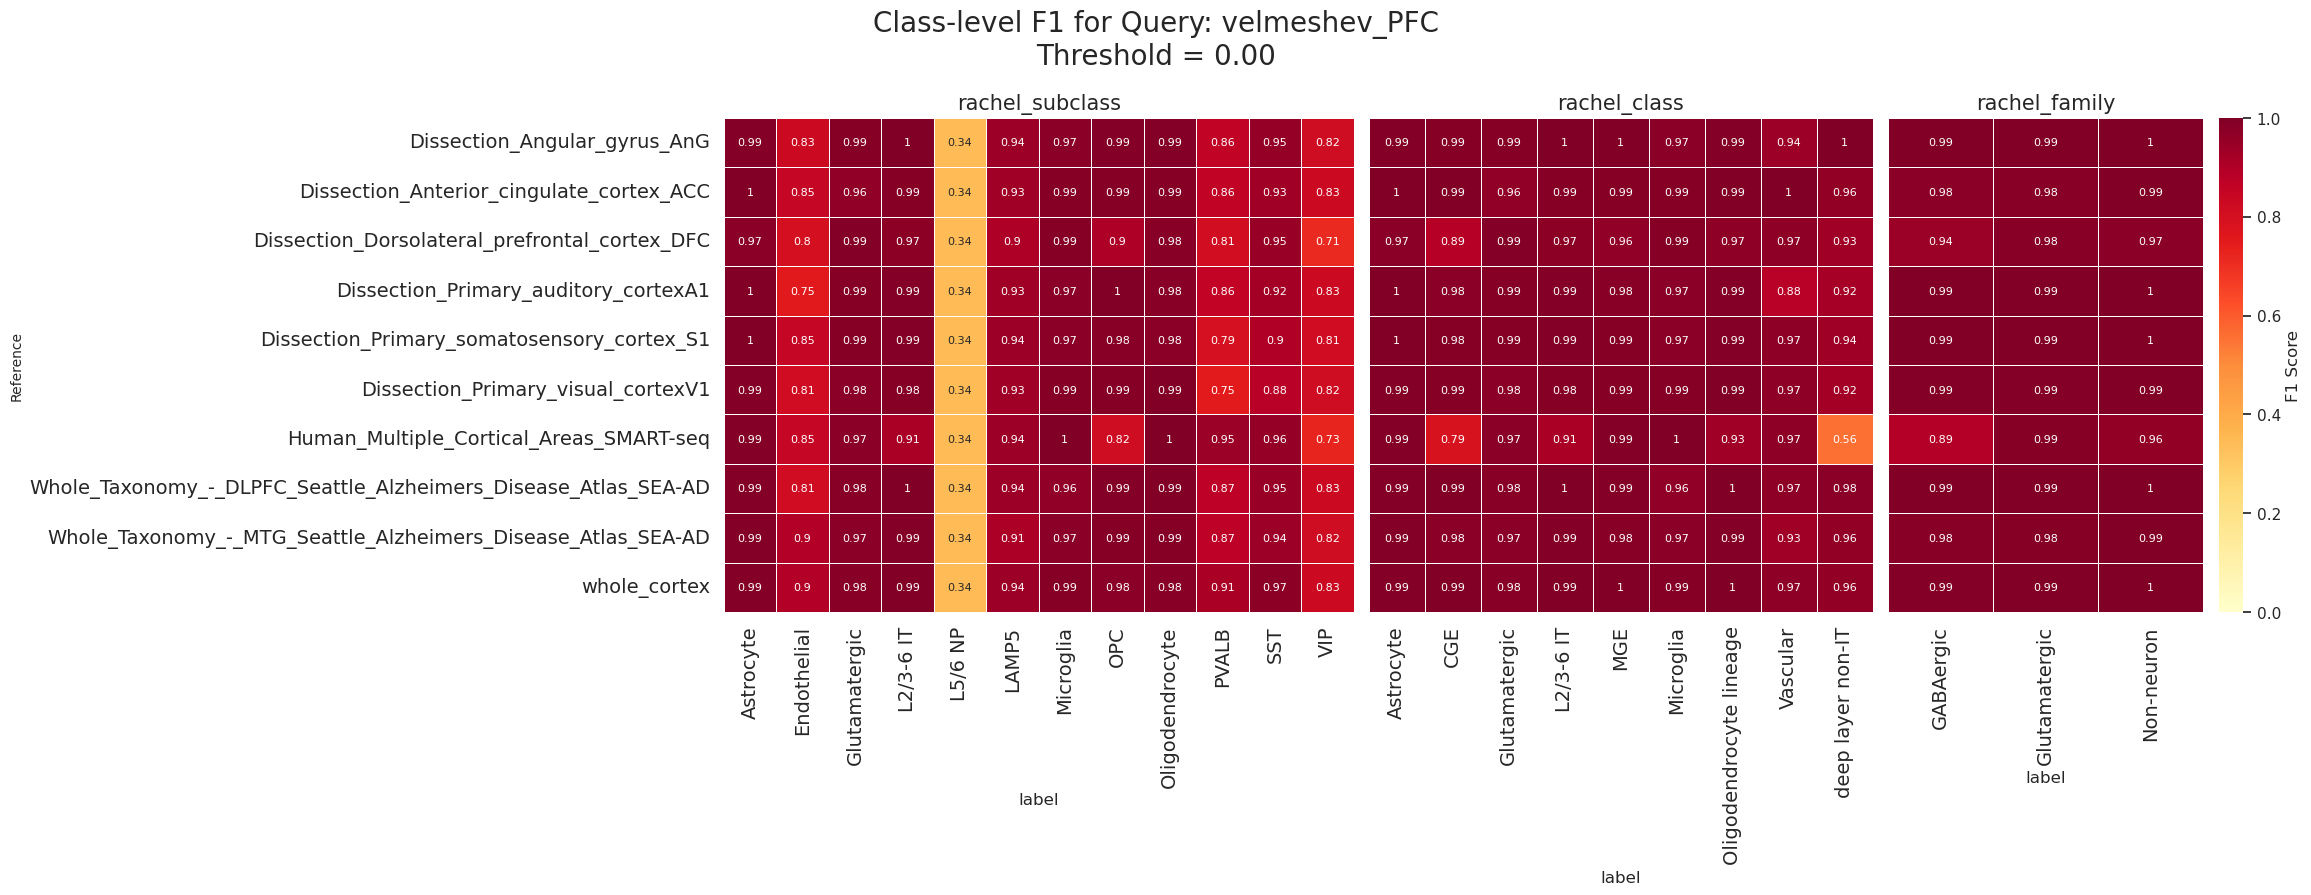 Class-level F1 for Query: velmeshev_PFC
Threshold = 0.00
rachel_subclass rachel_class rachel_family
Reference
Dissection_Angular_gyrus_AnG 0.99 0.83 0.99 1 0.34 0.94 0.97 0.99 0.99 0.86 0.95 0.82 0.99 0.99 0.99 1 1 0.97 0.99 0.94 1 0.99 0.99 1
Dissection_Anterior_cingulate_cortex_ACC 1 0.85 0.96 0.99 0.34 0.93 0.99 0.99 0.99 0.86 0.93 0.83 1 0.99 0.96 0.99 0.99 0.99 0.99 1 0.96 0.98 0.98 0.99
Dissection_Dorsolateral_prefrontal_cortex_DFC 0.97 0.8 0.99 0.97 0.34 0.9 0.99 0.9 0.98 0.81 0.95 0.71 0.97 0.89 0.99 0.97 0.96 0.99 0.97 0.97 0.93 0.94 0.98 0.97
Dissection_Primary_auditory_cortexA1 1 0.75 0.99 0.99 0.34 0.93 0.97 1 0.98 0.86 0.92 0.83 1 0.98 0.99 0.99 0.98 0.97 0.99 0.88 0.92 0.99 0.99 1
Dissection_Primary_somatosensory_cortex_S1 1 0.85 0.99 0.99 0.34 0.94 0.97 0.98 0.98 0.79 0.9 0.81 1 0.98 0.99 0.99 0.99 0.97 0.99 0.97 0.94 0.99 0.99 1
Dissection_Primary_visual_cortexV1 0.99 0.81 0.98 0.98 0.34 0.93 0.99 0.99 0.99 0.75 0.88 0.82 0.99 0.99 0.98 0.98 0.99 0.99 0.99 0.97 0.92 0.99 0.99 0.99
Human_Multiple_Cortical_Areas_SMART-seq 0.99 0.85 0.97 0.91 0.34 0.94 1 0.82 1 0.95 0.96 0.73 0.99 0.79 0.97 0.91 0.99 1 0.93 0.97 0.56 0.89 0.99 0.96
Whole_Taxonomy_-_DLPFC_Seattle_Alzheimers_Disease_Atlas_SEA-AD 0.99 0.81 0.98 1 0.34 0.94 0.96 0.99 0.99 0.87 0.95 0.83 0.99 0.99 0.98 1 0.99 0.96 1 0.97 0.98 0.99 0.99 1
Whole_Taxonomy_-_MTG_Seattle_Alzheimers_Disease_Atlas_SEA-AD 0.99 0.9 0.97 0.99 0.34 0.91 0.97 0.99 0.99 0.87 0.94 0.82 0.99 0.98 0.97 0.99 0.98 0.97 0.99 0.93 0.96 0.98 0.98 0.99
whole_cortex 0.99 0.9 0.98 0.99 0.34 0.94 0.99 0.98 0.98 0.91 0.97 0.83 0.99 0.99 0.98 0.99 1 0.99 1 0.97 0.96 0.99 0.99 1
Astrocyte
Endothelial
Glutamatergic
L2/3-6 IT
L5/6 NP
LAMP5
Microglia
OPC
Oligodendrocyte
PVALB
SST
VIP
label
Astrocyte
CGE
Glutamatergic
L2/3-6 IT
MGE
Microglia
Oligodendrocyte lineage
Vascular
deep layer non-IT
label
GABAergic
Glutamatergic
Non-neuron
label
1.0
0.8
0.6
0.4
0.2
0.0
F1 Score